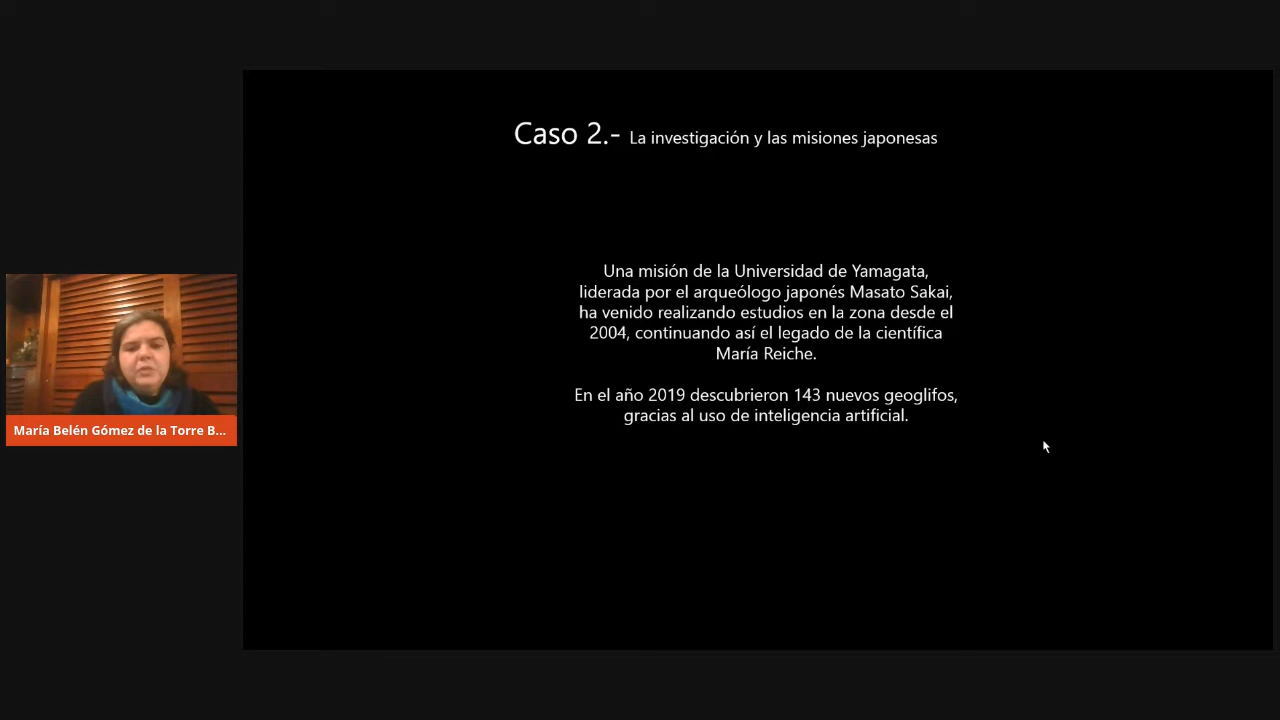 Caso 2.- La investigación y las misiones japonesas
Una misión de la Universidad de Yamagata,
liderada por el arqueólogo japonés Masato Sakai,
ha venido realizando estudios en la zona desde el
2004, continuando así el legado de la científica
María Reiche.
En el año 2019 descubrieron 143 nuevos geoglifos,
gracias al uso de inteligencia artificial.
María Belén Gómez de la Torre B...